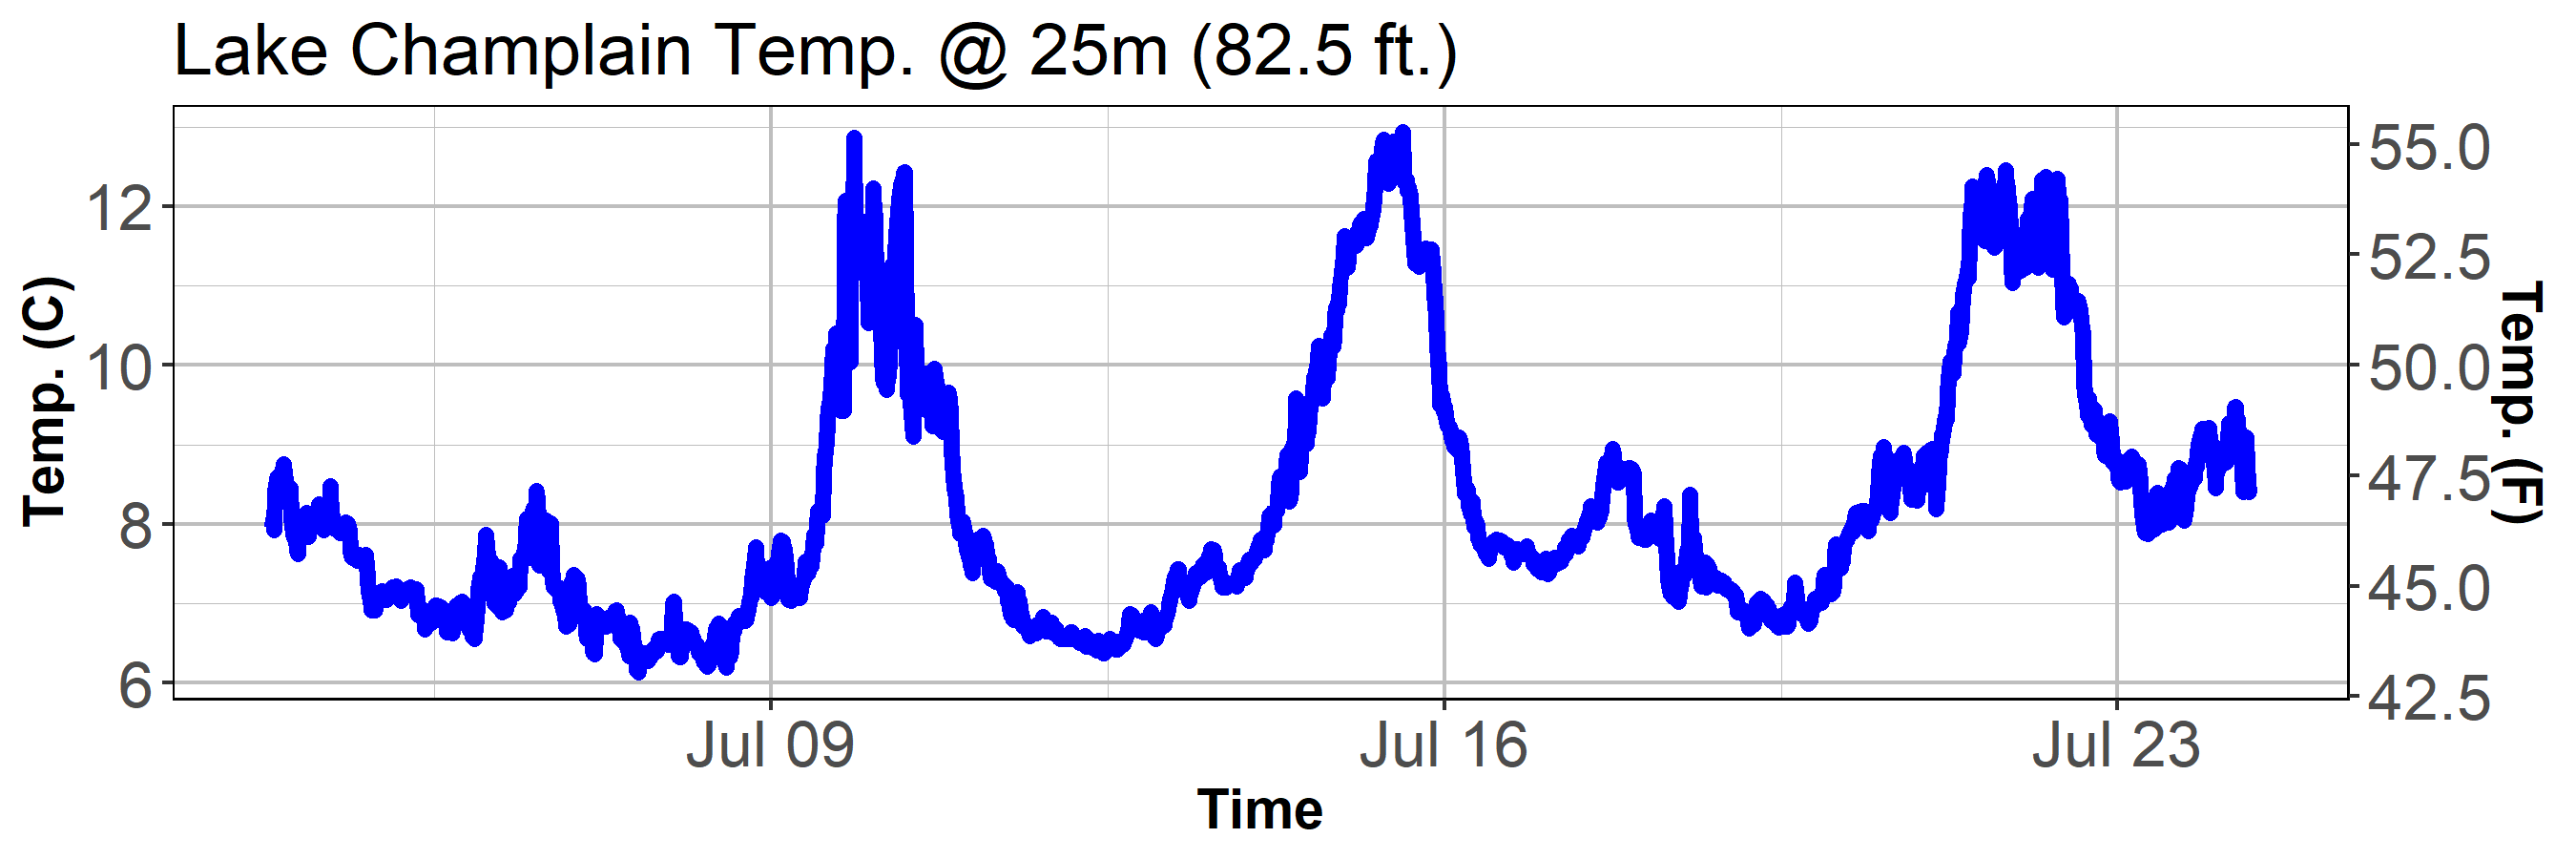 Lake Champlain Temp. @ 25m (82.5 ft.)
Temp. (C)
12
10
8
6
55.0
52.5
50.0
47.5
45.0
42.5
Temp. (F)
Jul 09
Jul 16
Jul 23
Time